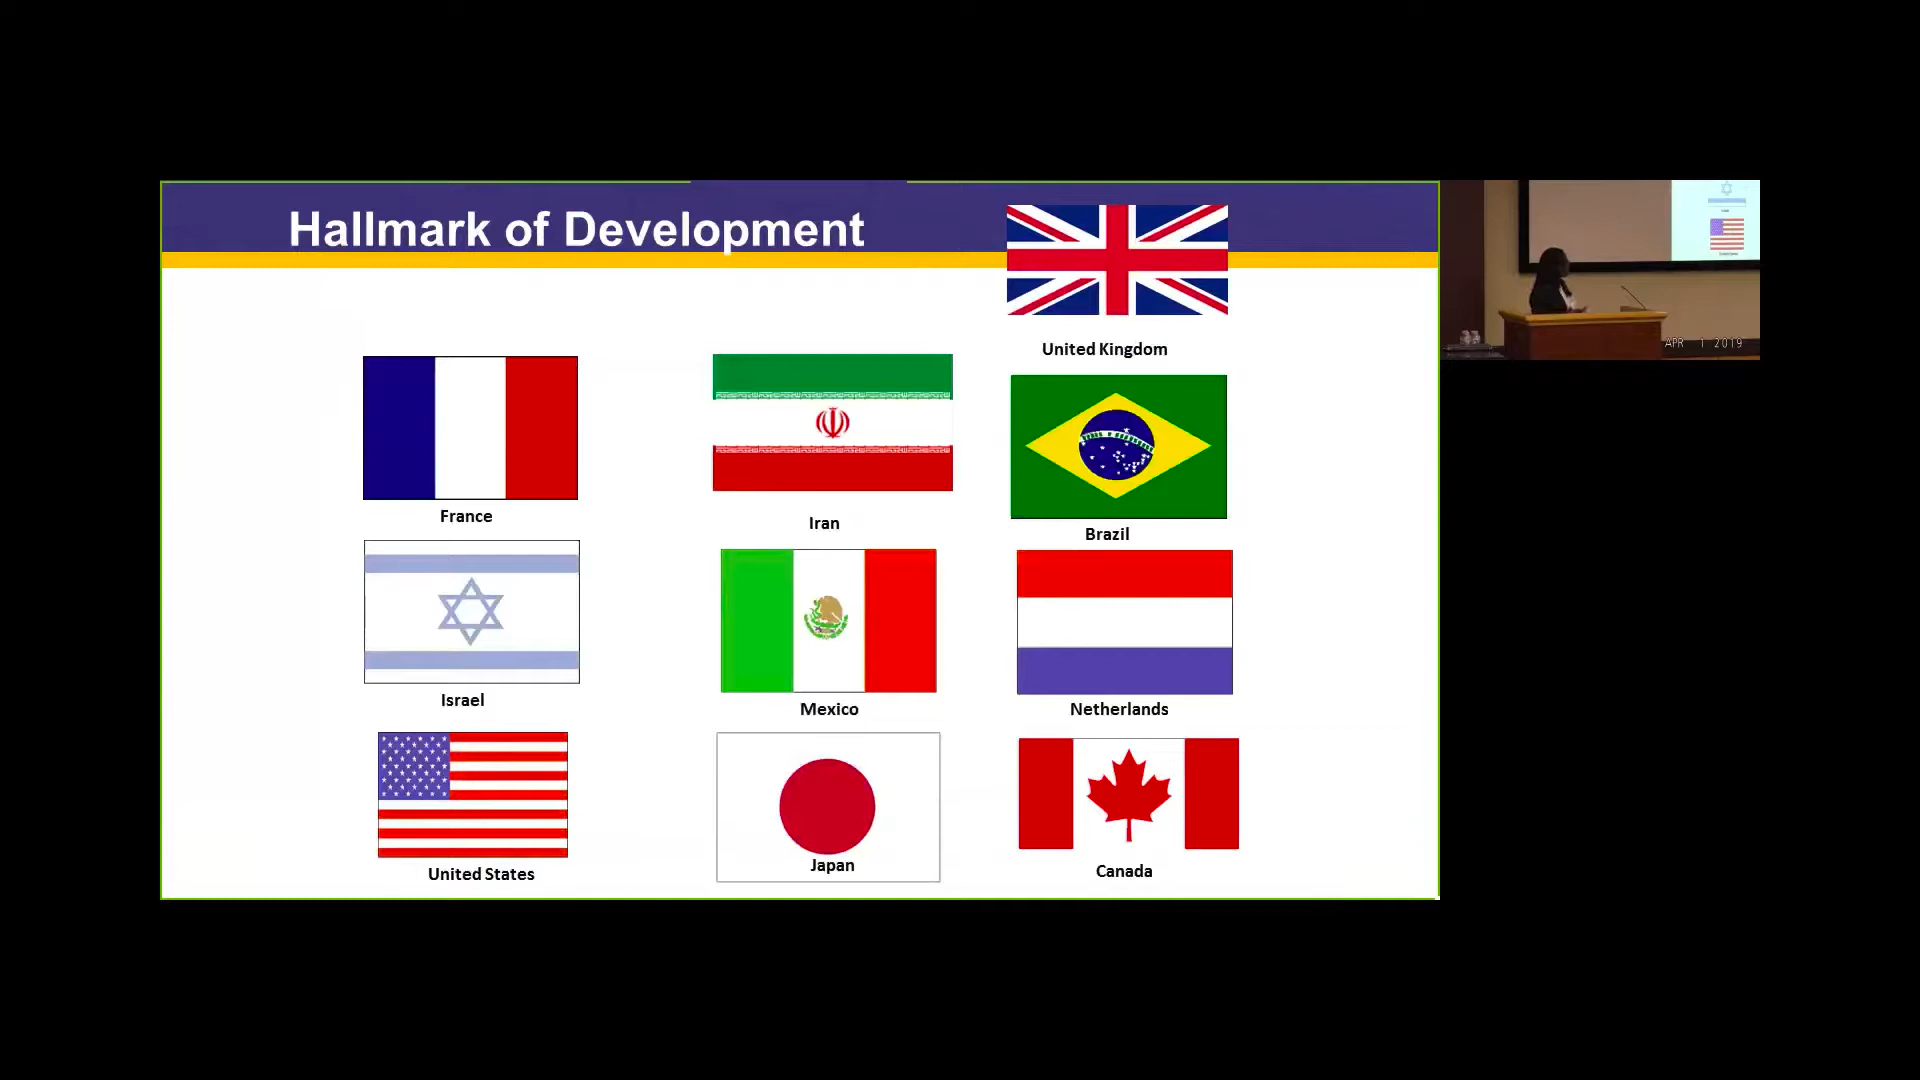 Hallmark of Development
United Kingdom
France
Iran
Brazil
Israel
Mexico
Netherlands
United States
Japan
Canada
APR 1 2019